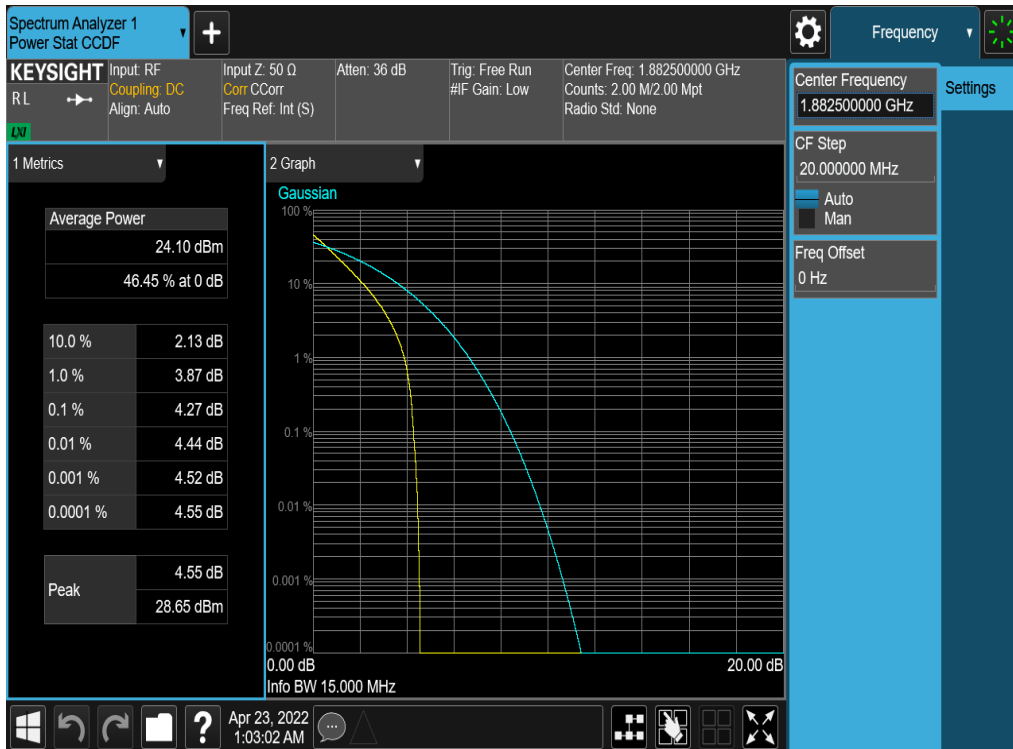 Spectrum Analyzer 1
Power Stat CCDF
+
Frequency
KEYSIGHT
RL
LXI
Input: RF
Coupling: DC
Align: Auto
Input Z: 50 Ω
Corr CCorr
Freq Ref: Int (S)
Atten: 36 dB
Trig: Free Run
#IF Gain: Low
Center Freq: 1.882500000 GHz
Counts: 2.00 M/2.00 Mpt
Radio Std: None
Center Frequency
1.882500000 GHz
Settings
CF Step
20.000000 MHz
Auto
Man
Freq Offset
0 Hz
1 Metrics
Average Power
24.10 dBm
46.45 % at 0 dB
10.0 % 2.13 dB
1.0 % 3.87 dB
0.1 % 4.27 dB
0.01 % 4.44 dB
0.001 % 4.52 dB
0.0001 % 4.55 dB
Peak
4.55 dB
28.65 dBm
2 Graph
Gaussian
100 %
10 %
1 %
0.1 %
0.01 %
0.001 %
0.0001 %
0.00 dB 20.00 dB
Info BW 15.000 MHz
? Apr 23, 2022
1:03:02 AM